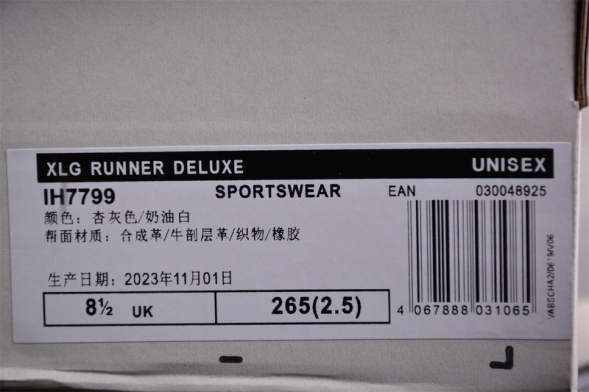 XLG RUNNER DELUXE UNISEX
IH7799 SPORTSWEAR EAN 030048925
颜色：杏灰色/奶油白
帮面材质：合成革/牛剖层革/织物/橡胶
生产日期：2023年11月01日
8½ UK 265(2.5)
4 067888 031065